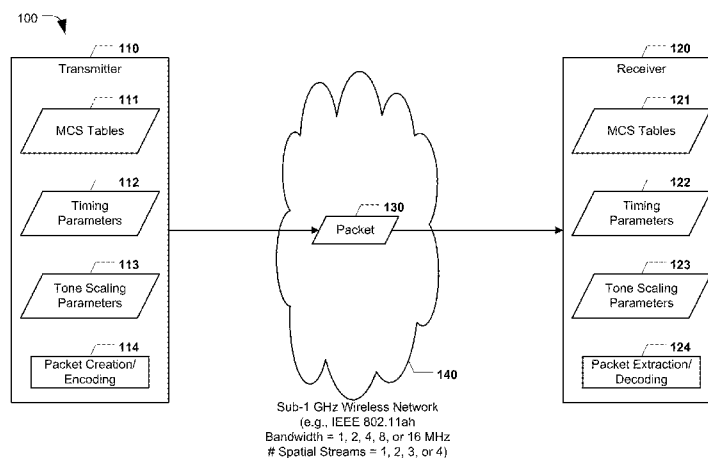 100
110
Transmitter
111
MCS Tables
112
Timing
Parameters
113
Tone Scaling
Parameters
114
Packet Creation/
Encoding
130
Packet
140
Sub-1 GHz Wireless Network
(e.g., IEEE 802.11ah
Bandwidth = 1, 2, 4, 8, or 16 MHz
# Spatial Streams = 1, 2, 3, or 4)
120
Receiver
121
MCS Tables
122
Timing
Parameters
123
Tone Scaling
Parameters
124
Packet Extraction/
Decoding